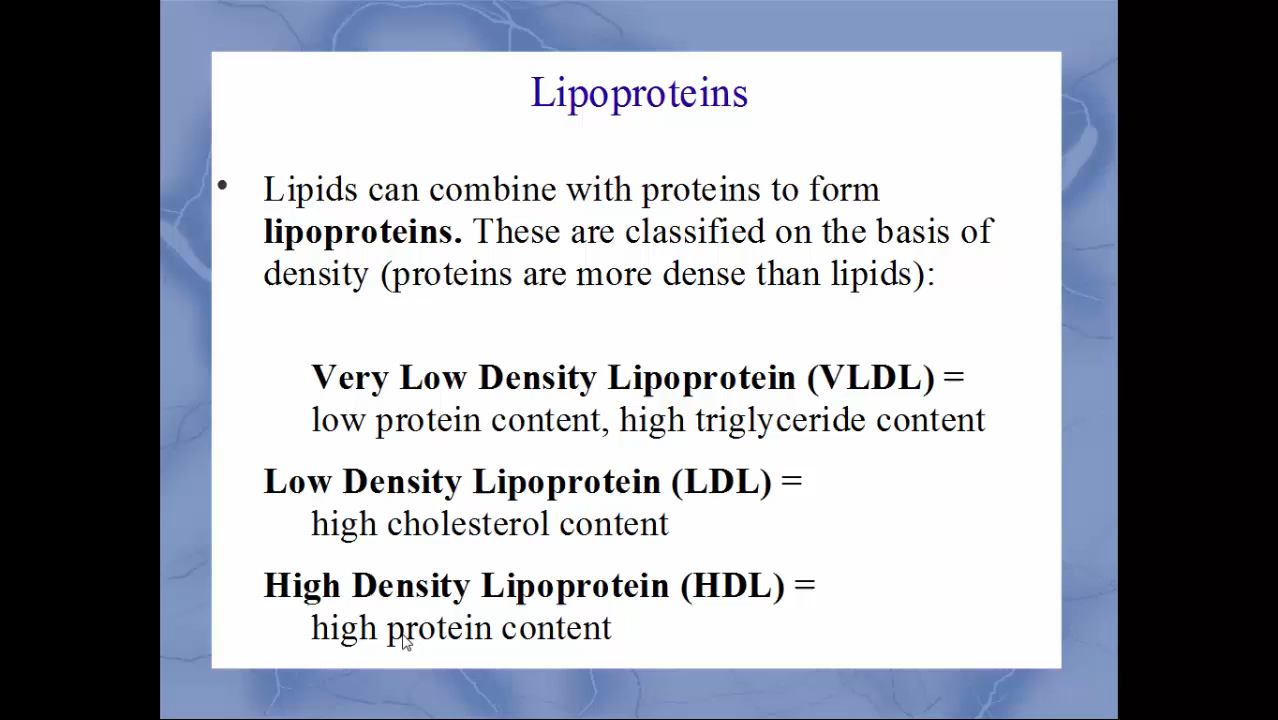 Lipoproteins
• Lipids can combine with proteins to form
lipoproteins. These are classified on the basis of
density (proteins are more dense than lipids):
Very Low Density Lipoprotein (VLDL) =
low protein content, high triglyceride content
Low Density Lipoprotein (LDL) =
high cholesterol content
High Density Lipoprotein (HDL) =
high protein content